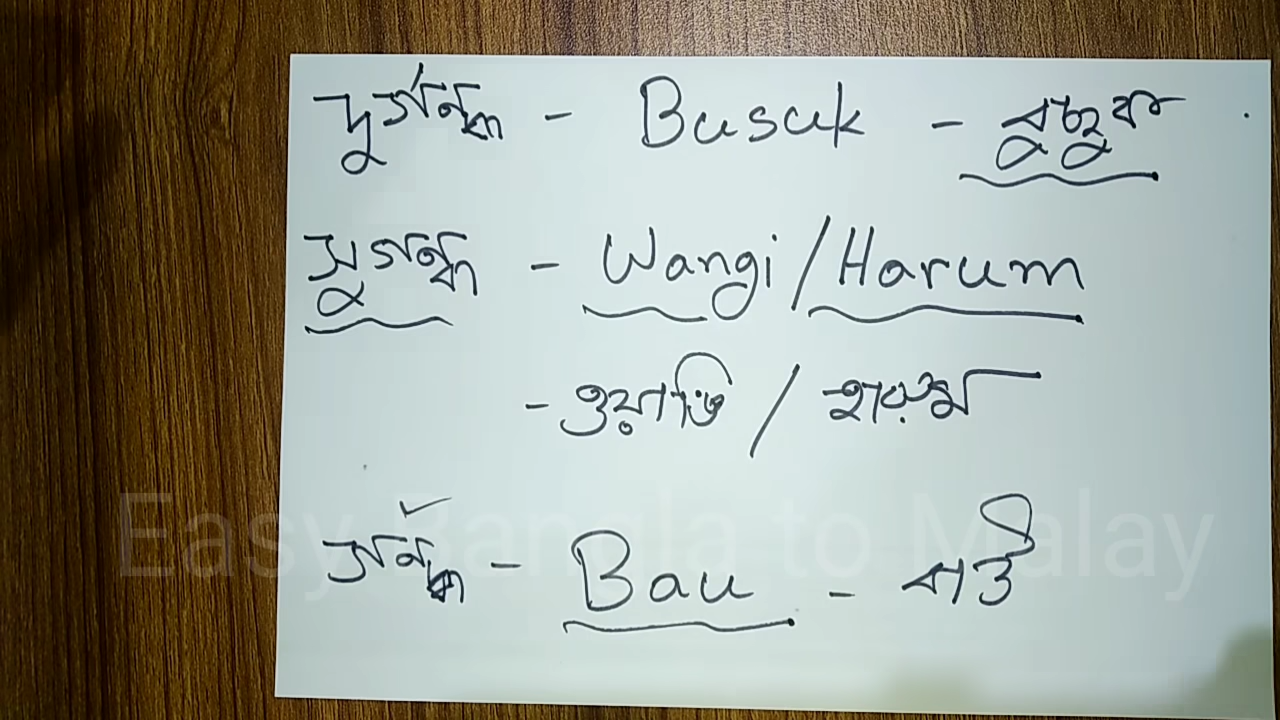 দুর্গন্ধ - Busuk - বুছুক
সুগন্ধ - Wangi / Harum
- ওয়াঙি / হারুম
গন্ধ - Bau - বাউ
Easy Bangla to Malay